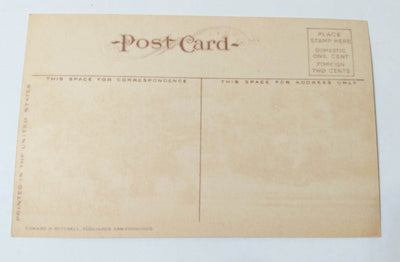 -Post Card-
PLACE
STAMP HERE
DOMESTIC
ONE CENT
FOREIGN
TWO CENTS
THIS SPACE FOR CORRESPONDENCE
THIS SPACE FOR ADDRESS ONLY
PRINTED IN THE UNITED STATES
EDWARD H. MITCHELL, PUBLISHER, SAN FRANCISCO